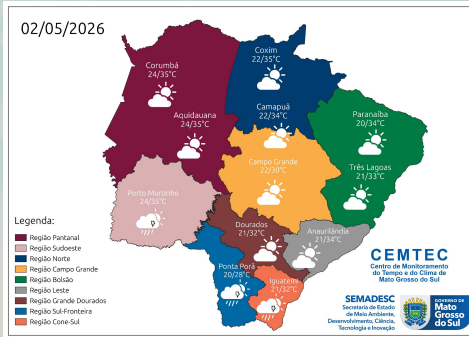 02/05/2026
Coxim
22/35°C
Corumbá
24/35°C
Camapuã
22/34°C
Aquidauana
24/35°C
Paranaíba
20/34°C
Campo Grande
22/30°C
Três Lagoas
21/33°C
Porto Murtinho
24/35°C
Dourados
21/32°C
Anaurilândia
21/34°C
Ponta Porã
20/28°C
Iguatemi
21/32°C
Legenda:
Região Pantanal
Região Sudoeste
Região Norte
Região Campo Grande
Região Bolsão
Região Leste
Região Grande Dourados
Região Sul-Fronteira
Região Cone-Sul
CEMTEC
Centro de Monitoramento
do Tempo e do Clima de
Mato Grosso do Sul
SEMADESC
Secretaria de Estado
de Meio Ambiente,
Desenvolvimento, Ciência,
Tecnologia e Inovação
GOVERNO DE
Mato
Grosso
do Sul